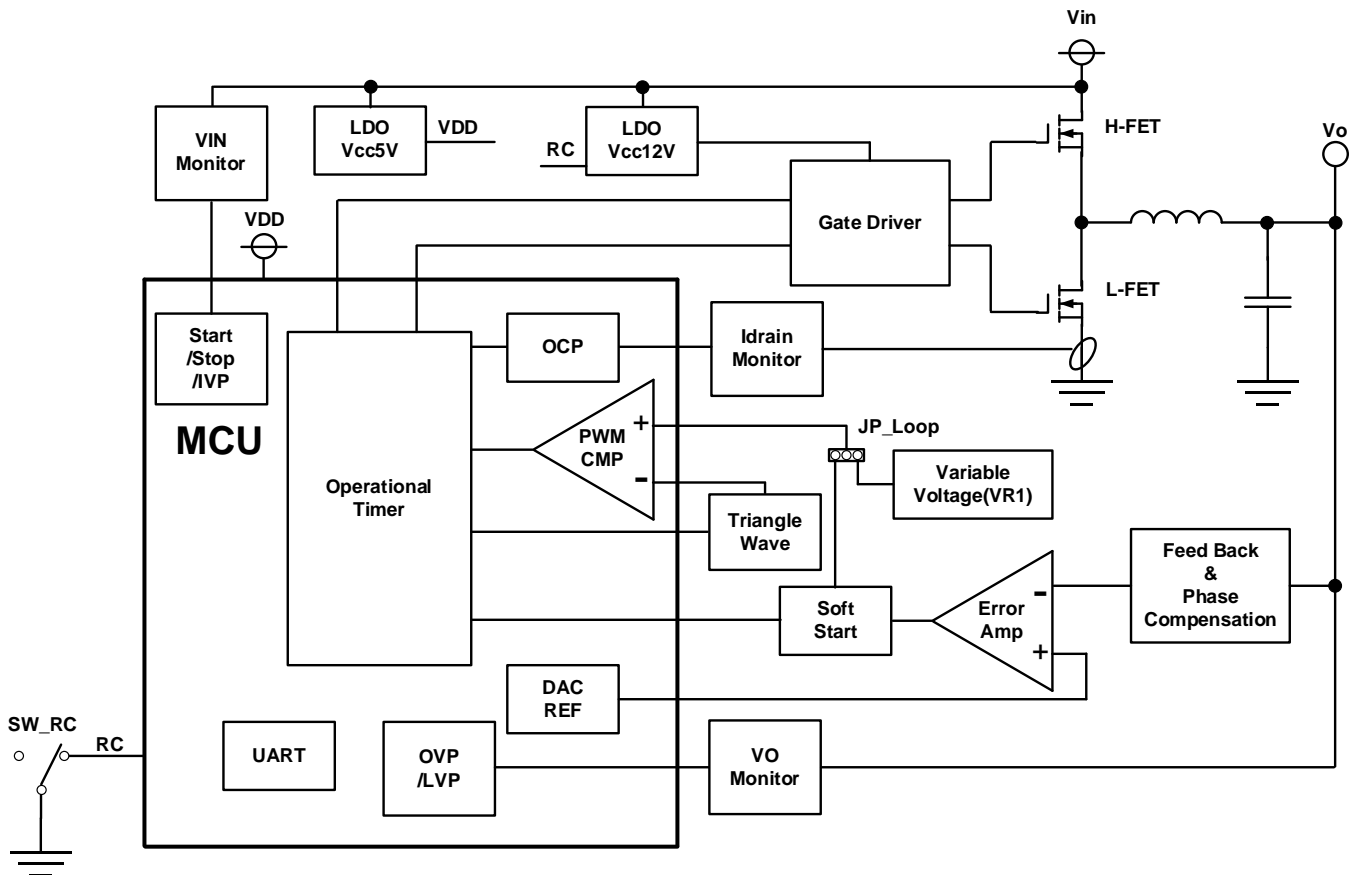 Vin
VIN
Monitor
LDO
Vcc5V
VDD
RC
LDO
Vcc12V
H-FET
Vo
VDD
Gate Driver
L-FET
Start
/Stop
/IVP
MCU
Operational
Timer
OCP
Idrain
Monitor
PWM
CMP
+
-
JP_Loop
Variable
Voltage(VR1)
Triangle
Wave
Feed Back
&
Phase
Compensation
Soft
Start
Error
Amp
-
+
DAC
REF
SW_RC
RC
UART
OVP
/LVP
VO
Monitor